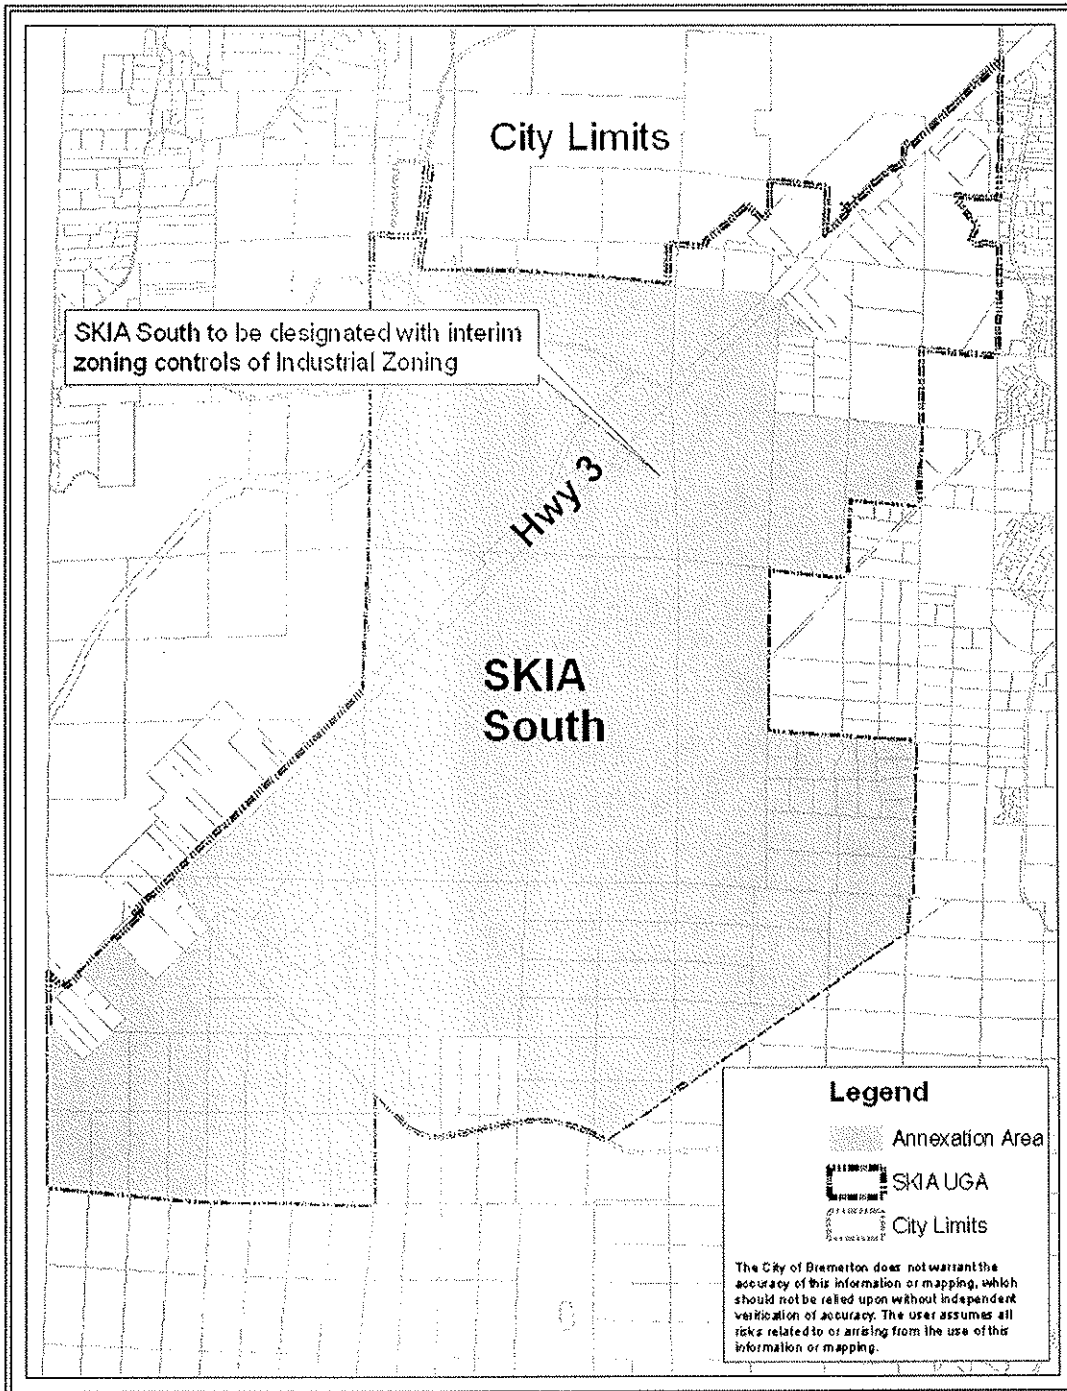 City Limits
SKIA South to be designated with interim
zoning controls of Industrial Zoning
Hwy 3
SKIA
South
Legend
Annexation Area
SKIA UGA
City Limits
The City of Bremerton does not warrant the
accuracy of this information or mapping, which
should not be relied upon without independent
verification of accuracy. The user assumes all
risks related to or arising from the use of this
information or mapping.